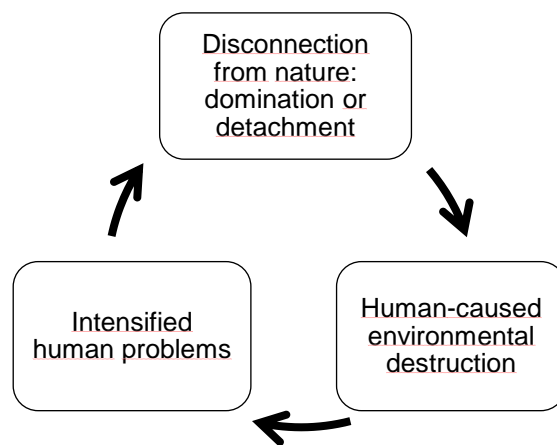 Disconnection
from nature:
domination or
detachment
Intensified
human problems
Human-caused
environmental
destruction